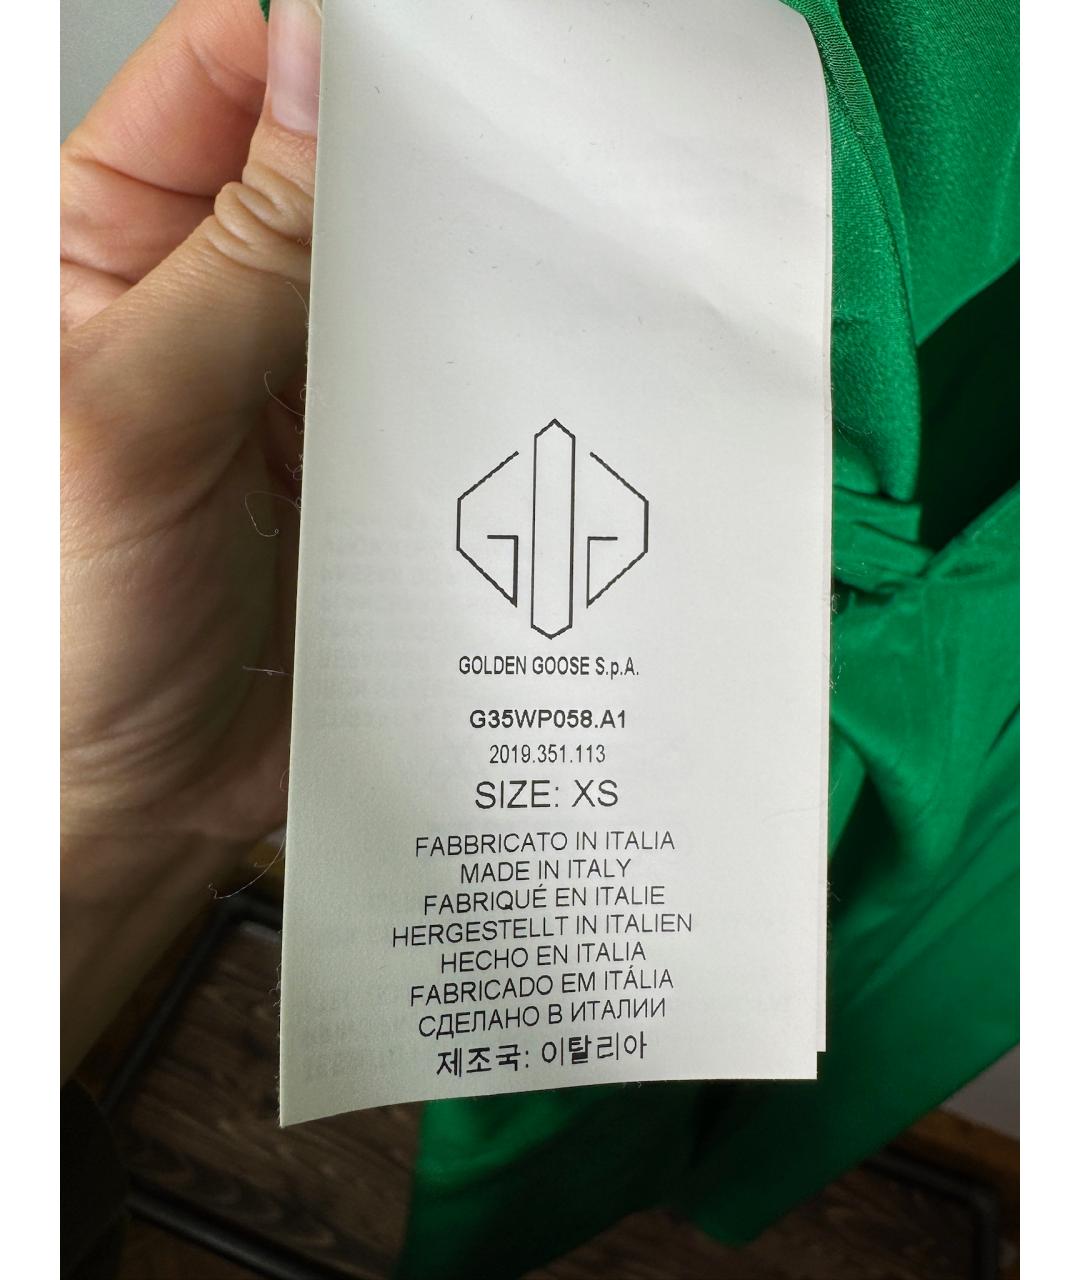 GOLDEN GOOSE S.p.A.
G35WP058.A1
2019.351.113
SIZE: XS
FABBRICATO IN ITALIA
MADE IN ITALY
FABRIQUÉ EN ITALIE
HERGESTELLT IN ITALIEN
HECHO EN ITALIA
FABRICADO EM ITÁLIA
СДЕЛАНО В ИТАЛИИ
제조국: 이탈리아